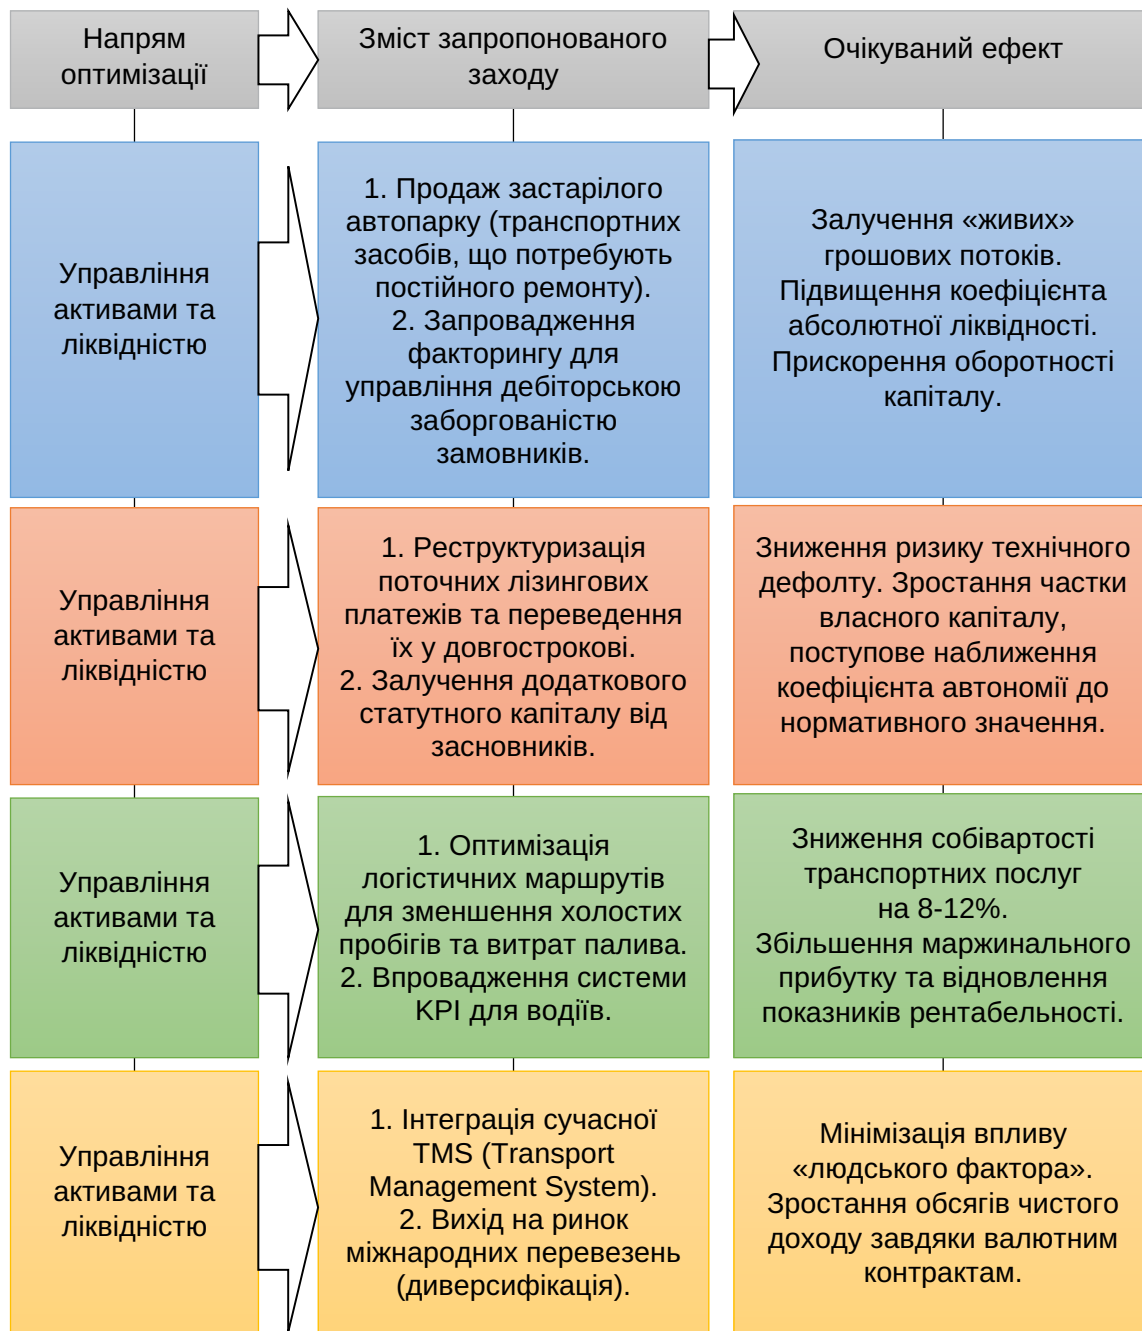 Напрям
оптимізації
Зміст запропонованого
заходу
Очікуваний ефект
Управління
активами та
ліквідністю
1. Продаж застарілого
автопарку (транспортних
засобів, що потребують
постійного ремонту).
2. Запровадження
факторингу для
управління дебіторською
заборгованістю
замовників.
Залучення «живих»
грошових потоків.
Підвищення коефіцієнта
абсолютної ліквідності.
Прискорення оборотності
капіталу.
Управління
активами та
ліквідністю
1. Реструктуризація
поточних лізингових
платежів та переведення
їх у довгострокові.
2. Залучення додаткового
статутного капіталу від
засновників.
Зниження ризику технічного
дефолту. Зростання частки
власного капіталу,
поступове наближення
коефіцієнта автономії до
нормативного значення.
Управління
активами та
ліквідністю
1. Оптимізація
логістичних маршрутів
для зменшення холостих
пробігів та витрат палива.
2. Впровадження системи
KPI для водіїв.
Зниження собівартості
транспортних послуг
на 8-12%.
Збільшення маржинального
прибутку та відновлення
показників рентабельності.
Управління
активами та
ліквідністю
1. Інтеграція сучасної
TMS (Transport
Management System).
2. Вихід на ринок
міжнародних перевезень
(диверсифікація).
Мінімізація впливу
«людського фактора».
Зростання обсягів чистого
доходу завдяки валютним
контрактам.